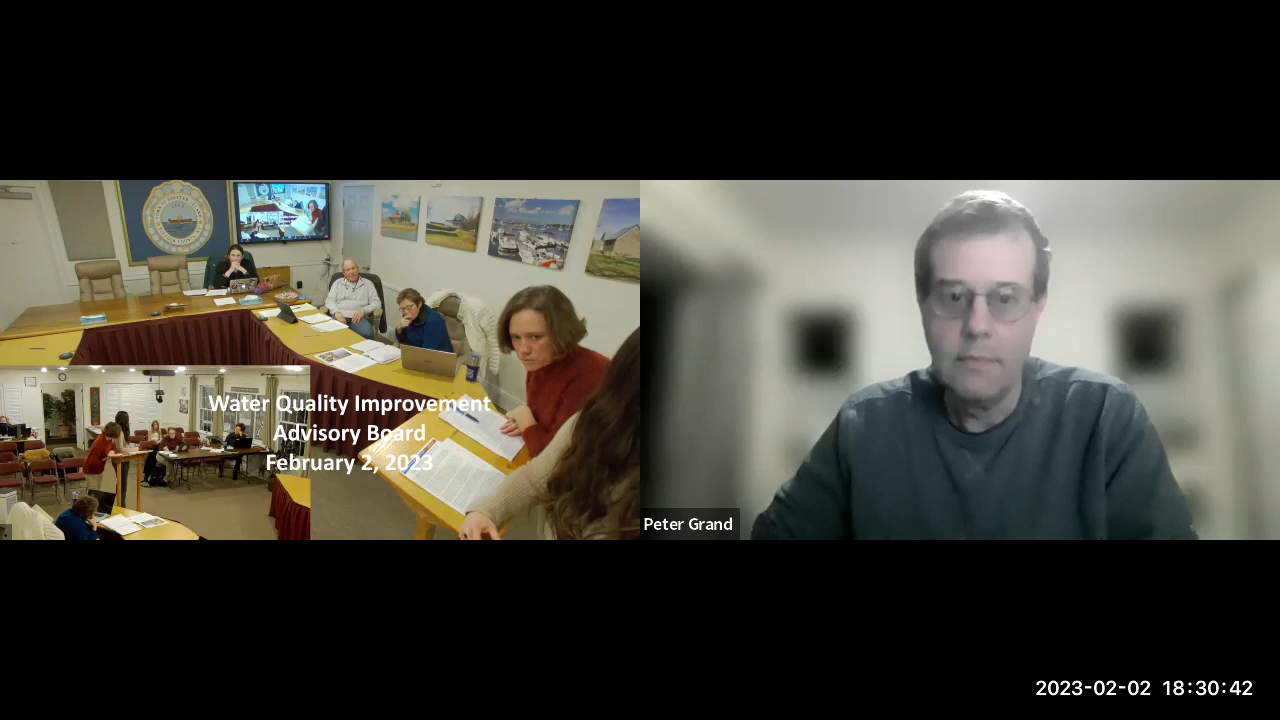 Water Quality Improvement
Advisory Board
February 2, 2023
Peter Grand
2023-02-02 18:30:42